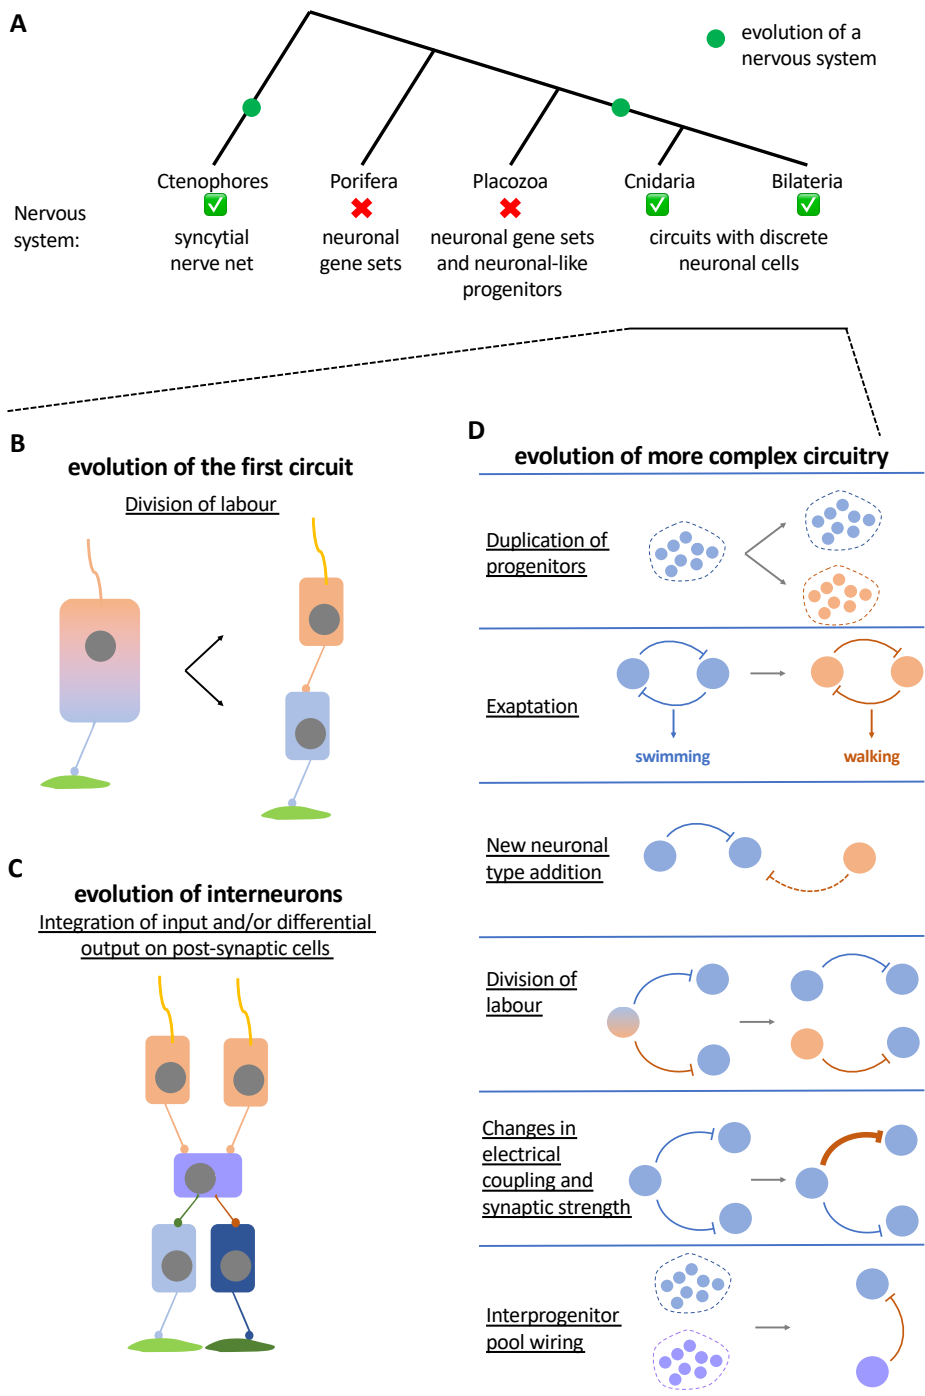 A
evolution of a
nervous system
Ctenophores
Porifera
Placozoa
Cnidaria
Bilateria
Nervous
system:
syncytial
nerve net
neuronal
gene sets
neuronal gene sets
and neuronal-like
progenitors
circuits with discrete
neuronal cells
B
evolution of the first circuit
Division of labour
C
evolution of interneurons
Integration of input and/or differential
output on post-synaptic cells
D
evolution of more complex circuitry
Duplication of
progenitors
Exaptation
swimming
walking
New neuronal
type addition
Division of
labour
Changes in
electrical
coupling and
synaptic strength
Interprogenitor
pool wiring